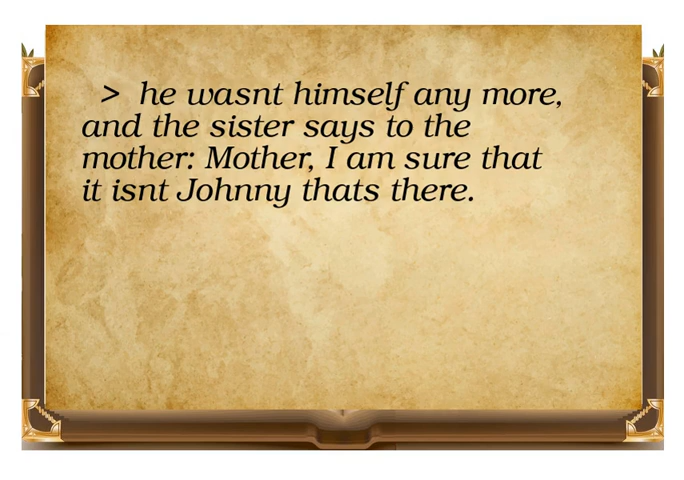 > he wasnt himself any more,
and the sister says to the
mother: Mother, I am sure that
it isnt Johnny thats there.